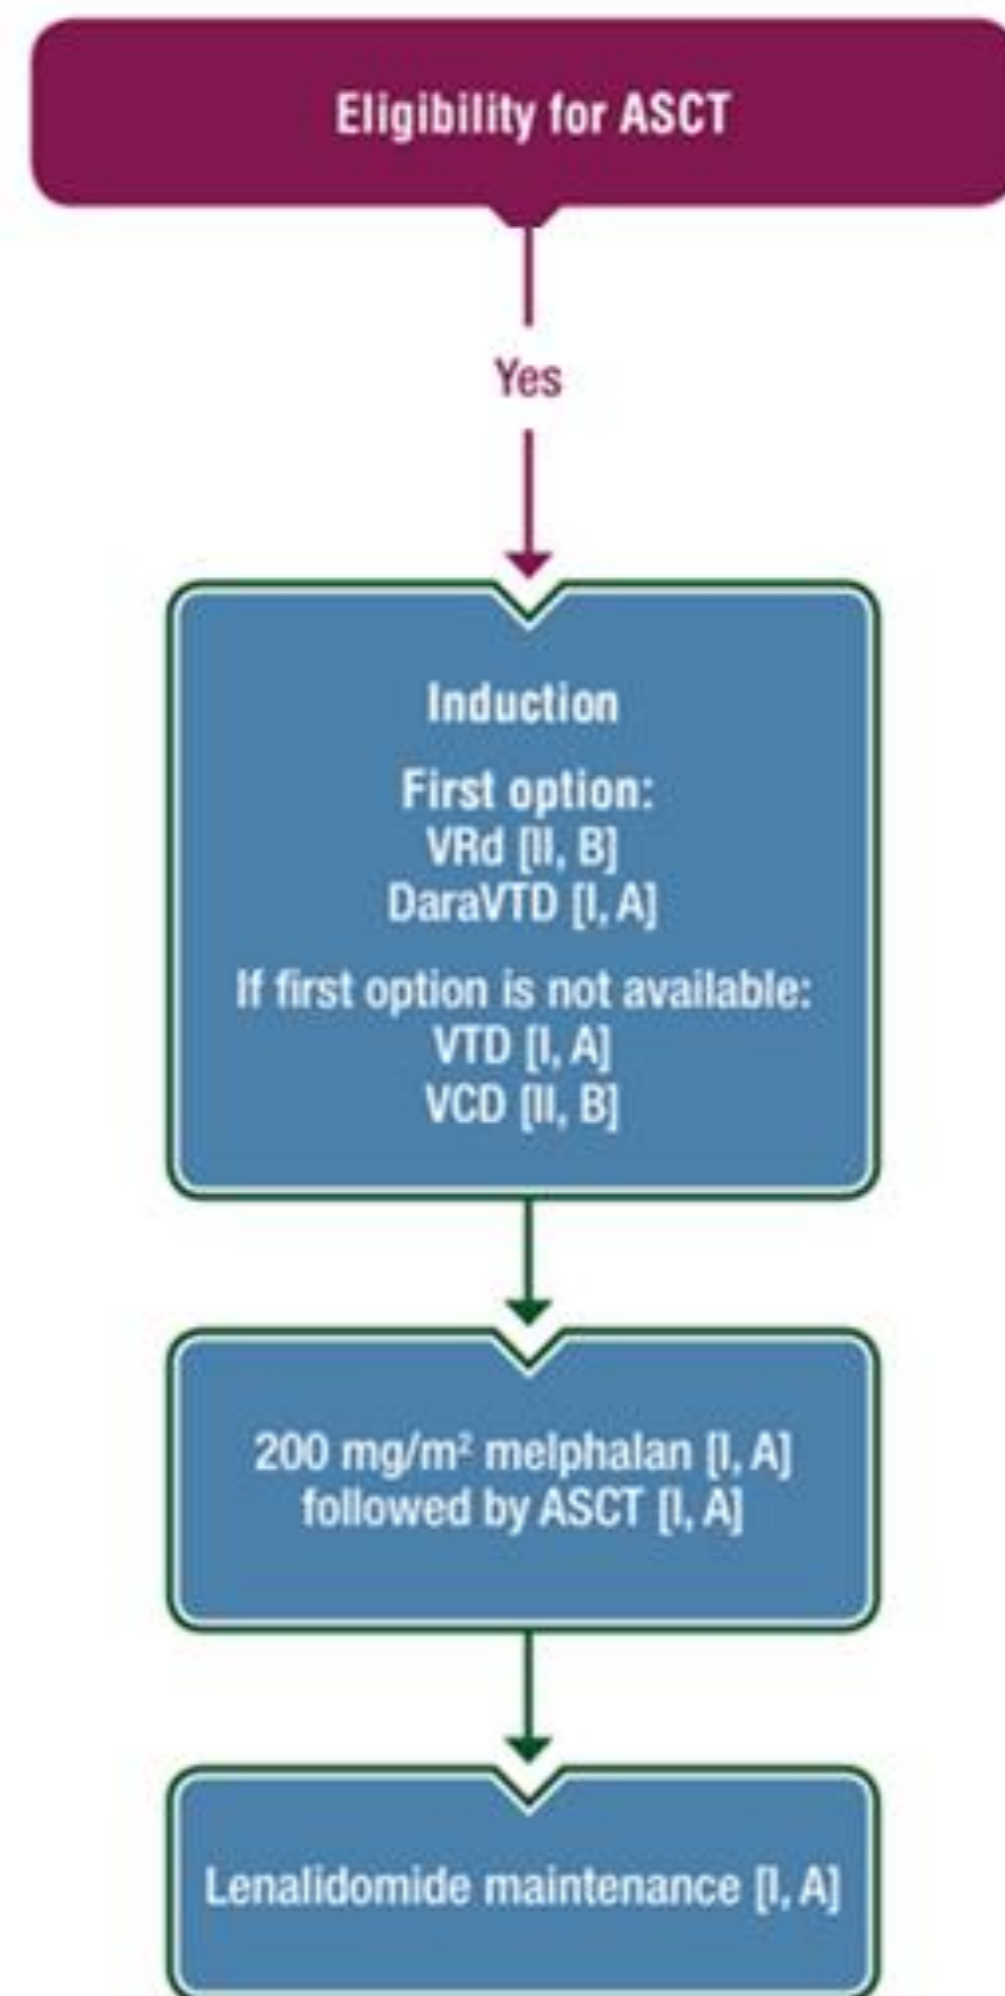 Eligibility for ASCT
Yes
Induction
First option:
VRd [II, B]
DaraVTD [I, A]
If first option is not available:
VTD [I, A]
VCD [II, B]
200 mg/m² melphalan [I, A]
followed by ASCT [I, A]
Lenalidomide maintenance [I, A]